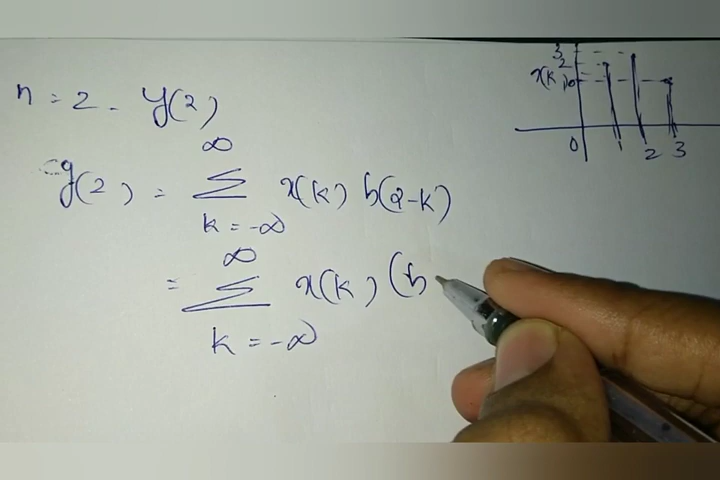 n = 2 - y(2)
y(2) = ∞ Σ k = -∞ x(k) h(2-k)
= ∞ Σ k = -∞ x(k) (h
3
2
x(k)
0 1 2 3